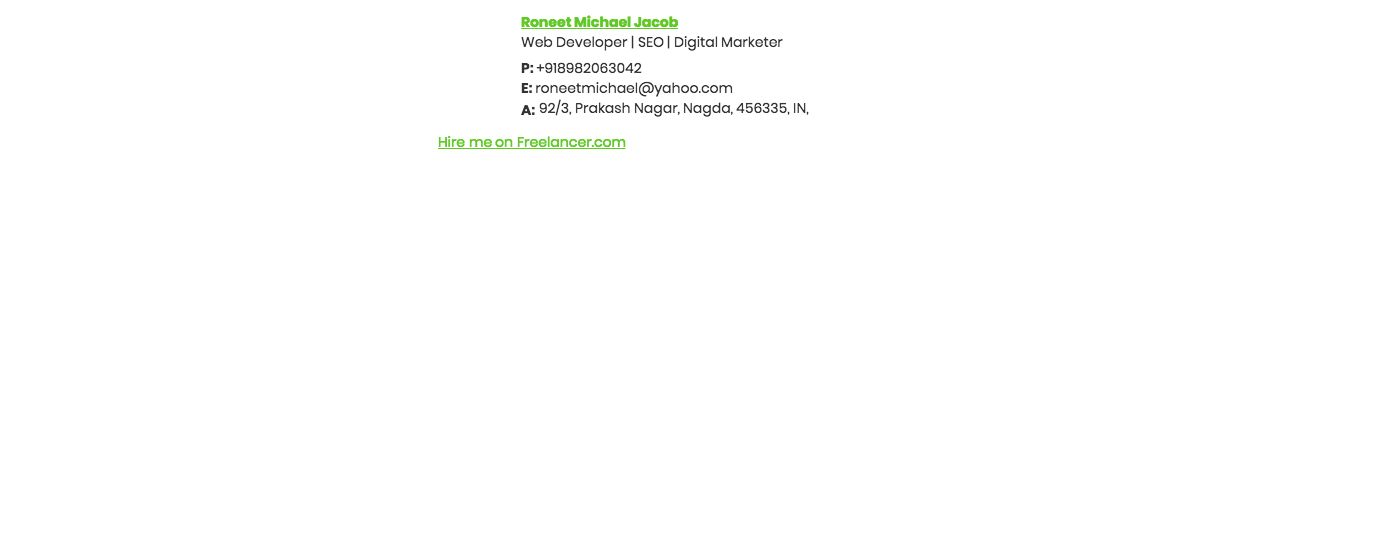 Roneet Michael Jacob
Web Developer | SEO | Digital Marketer
P: +918982063042
E: roneetmichael@yahoo.com
A: 92/3, Prakash Nagar, Nagda, 456335, IN,
Hire me on Freelancer.com